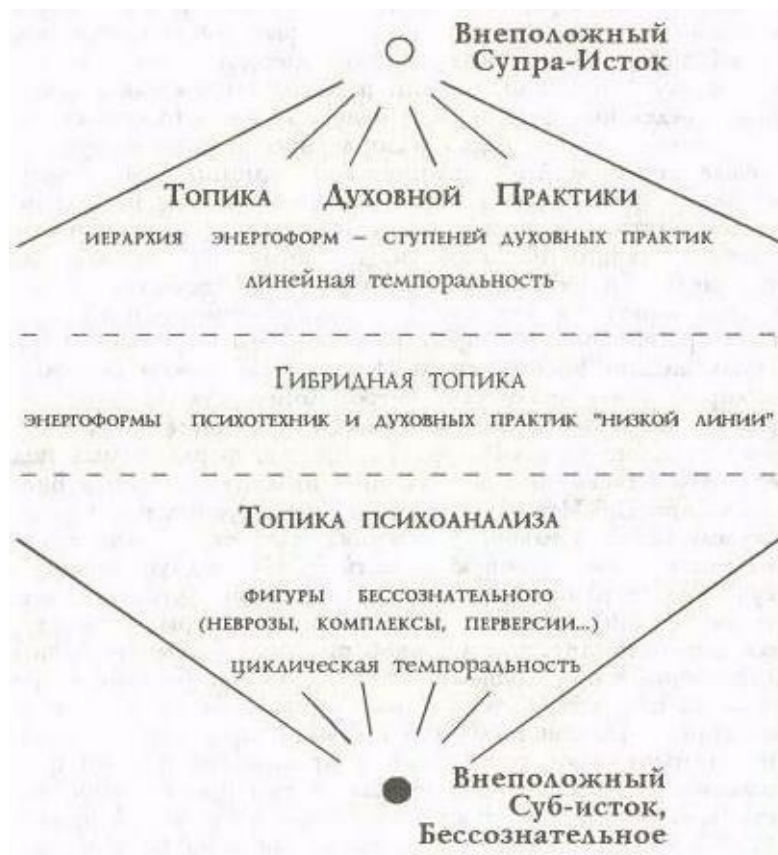 Внеположный
Супра-Исток
Топика Духовной Практики
иерархия энергоформ – ступеней духовных практик
линейная темпоральность
Гибридная топика
энергоформы психотехник и духовных практик "низкой линии"
Топика психоанализа
фигуры бессознательного
(неврозы, комплексы, перверсии...)
циклическая темпоральность
Внеположный
Суб-исток,
Бессознательное